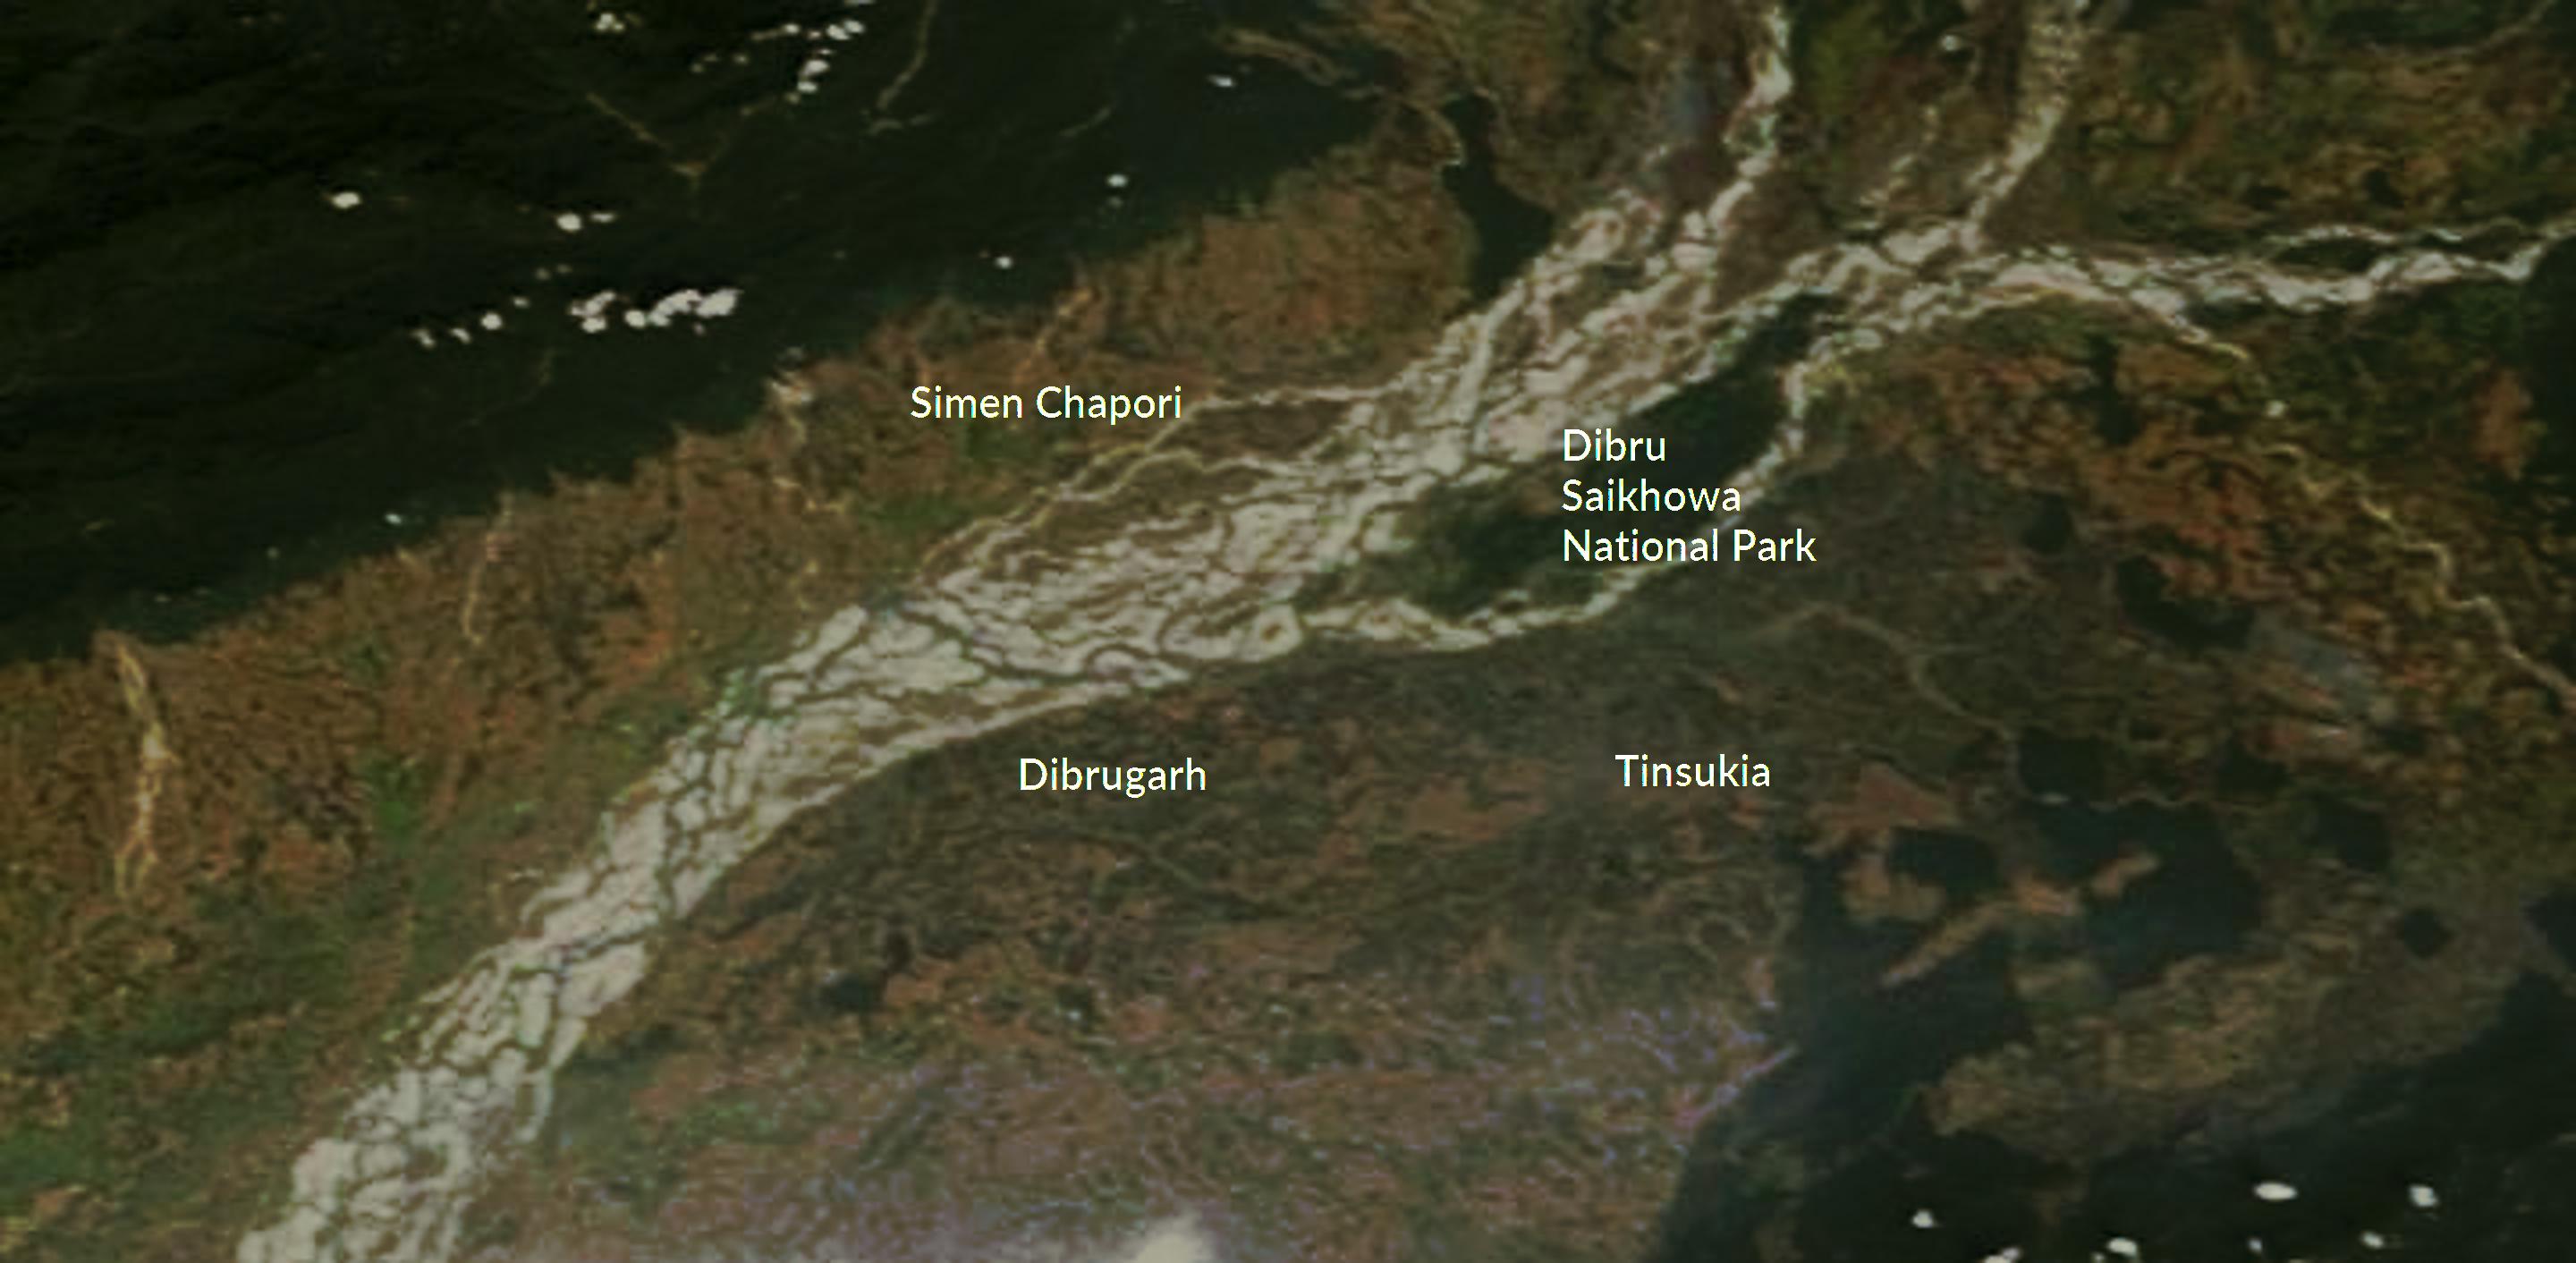 Simen Chapori
Dibru
Saikhowa
National Park
Dibrugarh
Tinsukia